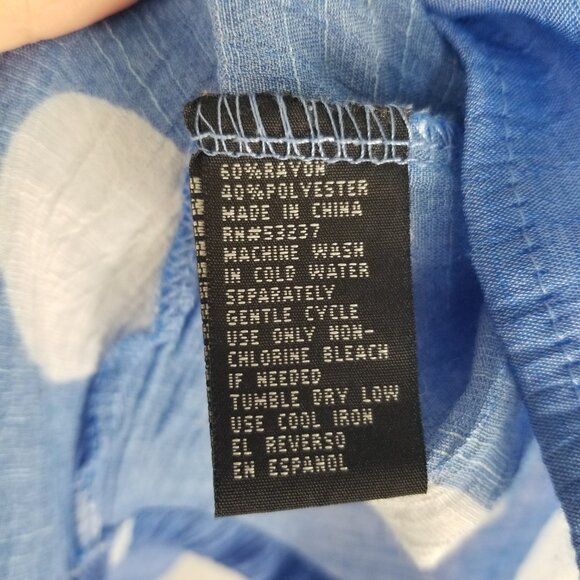 60%RAYON
40%POLYESTER
MADE IN CHINA
RN#53337
MACHINE WASH
IN COLD WATER
SEPARATELY
GENTLE CYCLE
USE ONLY NON-
CHLORINE BLEACH
IF NEEDED
TUMBLE DRY LOW
USE COOL IRON
EL REVERSO
EN ESPANOL